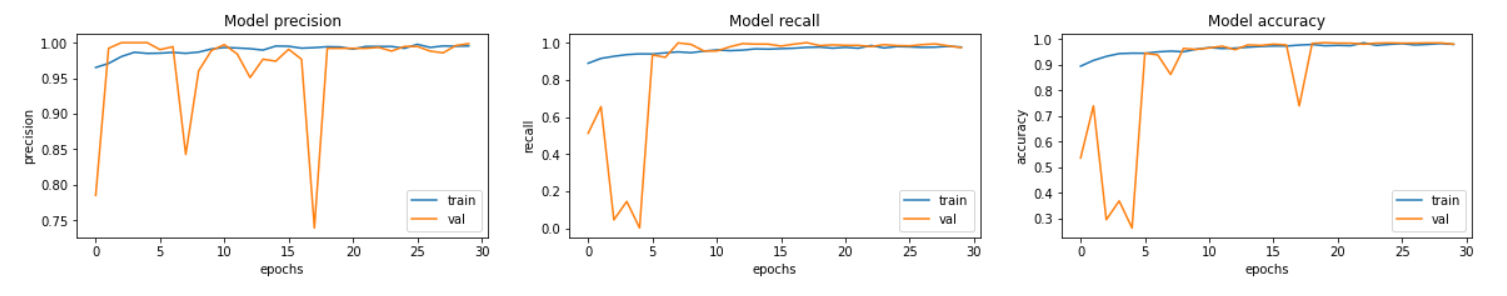 Model precision
precision
1.00
0.95
0.90
0.85
0.80
0.75
0 5 10 15 20 25 30
epochs
train
val
Model recall
recall
1.0
0.8
0.6
0.4
0.2
0.0
0 5 10 15 20 25 30
epochs
train
val
Model accuracy
accuracy
1.0
0.9
0.8
0.7
0.6
0.5
0.4
0.3
0 5 10 15 20 25 30
epochs
train
val